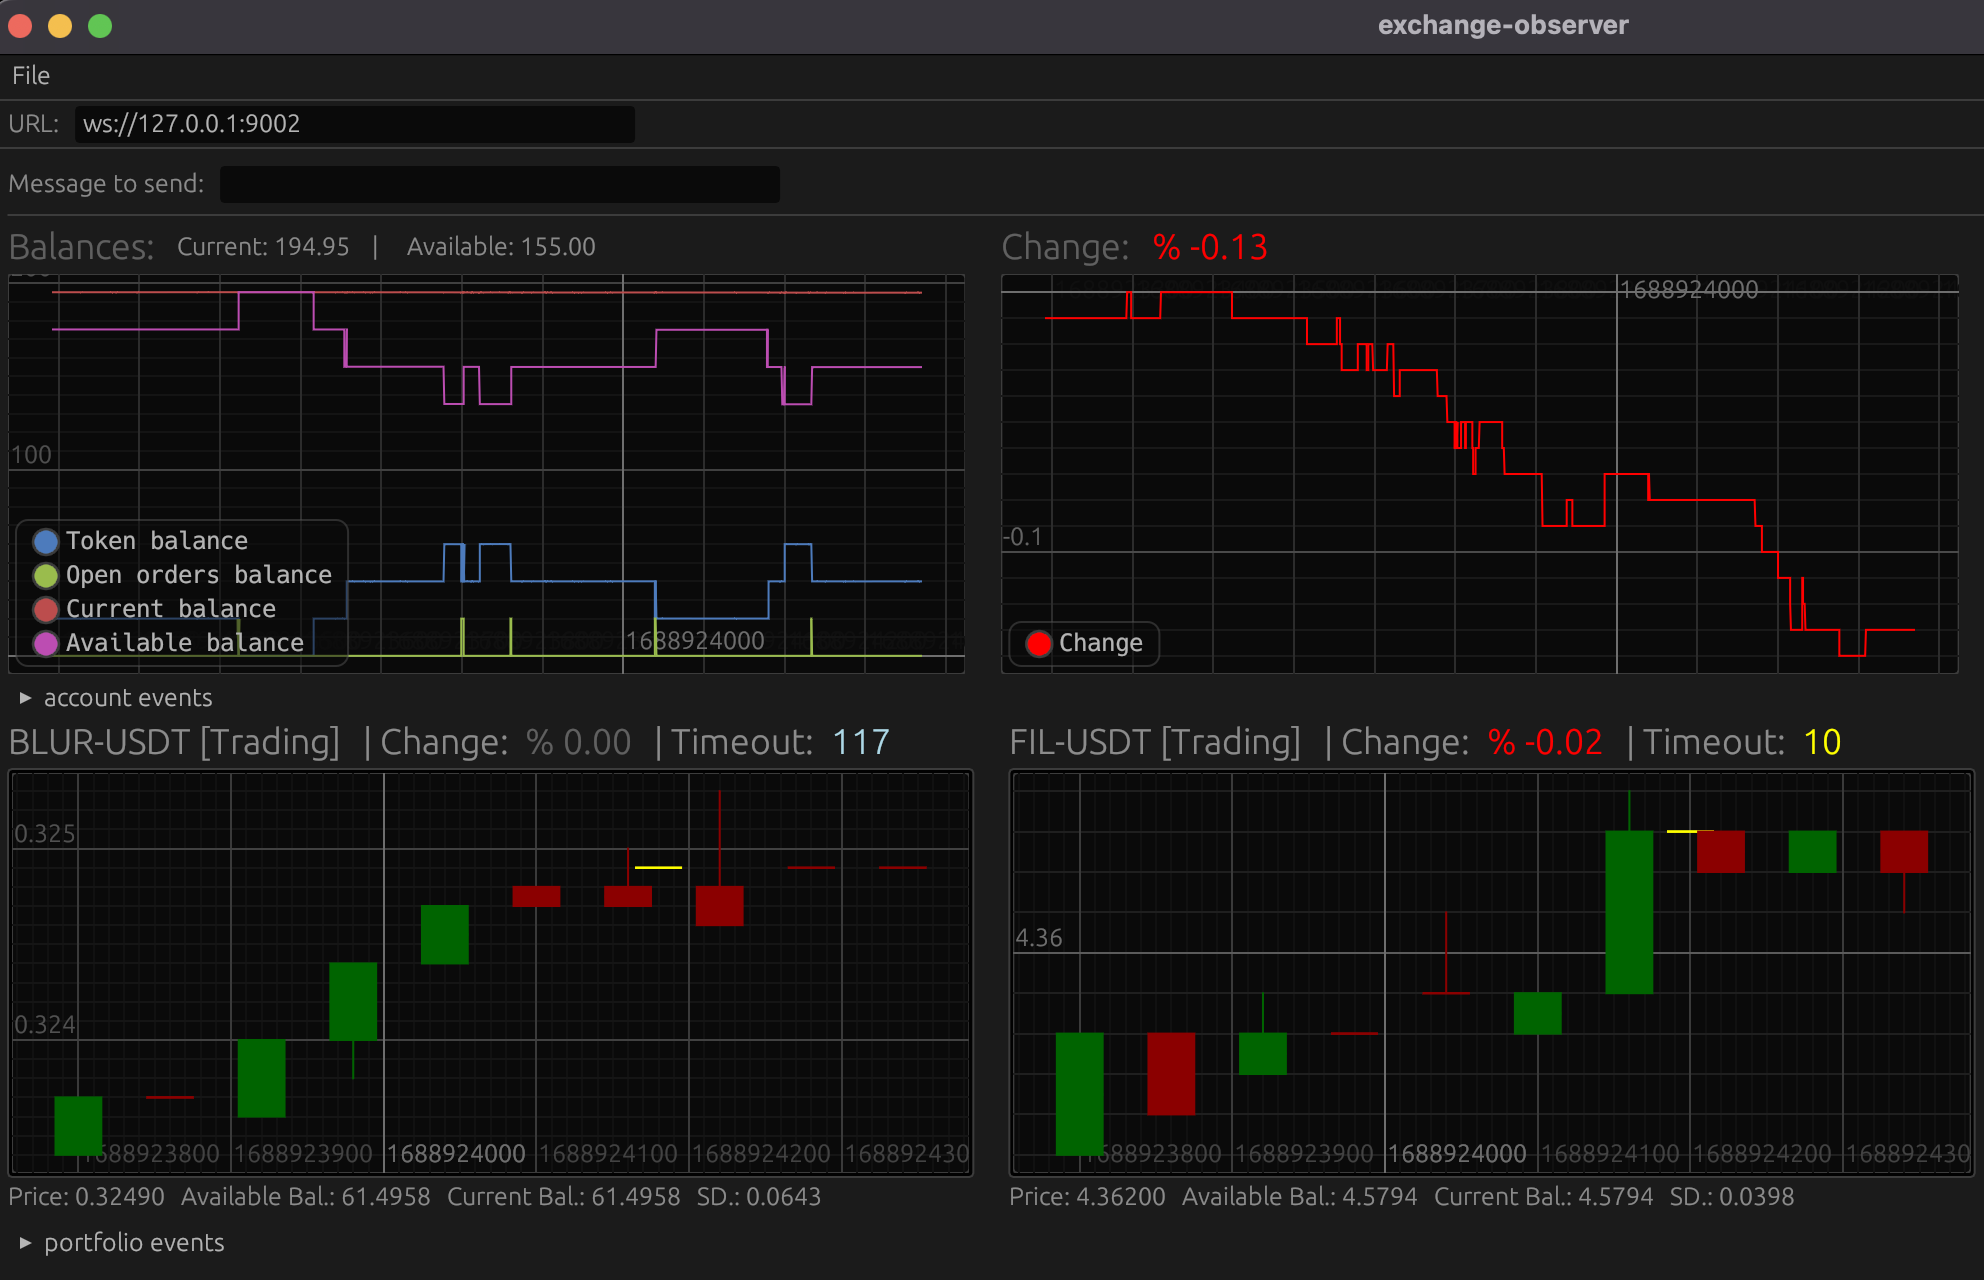 exchange-observer
File
URL: ws://127.0.0.1:9002
Message to send:
Balances: Current: 194.95 | Available: 155.00
100
Token balance
Open orders balance
Current balance
Available balance
1688924000
Change: % -0.13
1688924000
-0.1
Change
▸ account events
BLUR-USDT [Trading] | Change: % 0.00 | Timeout: 117
0.325
0.324
1688923800 1688923900 1688924000 1688924100 1688924200 168892430
Price: 0.32490 Available Bal.: 61.4958 Current Bal.: 61.4958 SD.: 0.0643
FIL-USDT [Trading] | Change: % -0.02 | Timeout: 10
4.36
1688923800 1688923900 1688924000 1688924100 1688924200 168892430
Price: 4.36200 Available Bal.: 4.5794 Current Bal.: 4.5794 SD.: 0.0398
▸ portfolio events